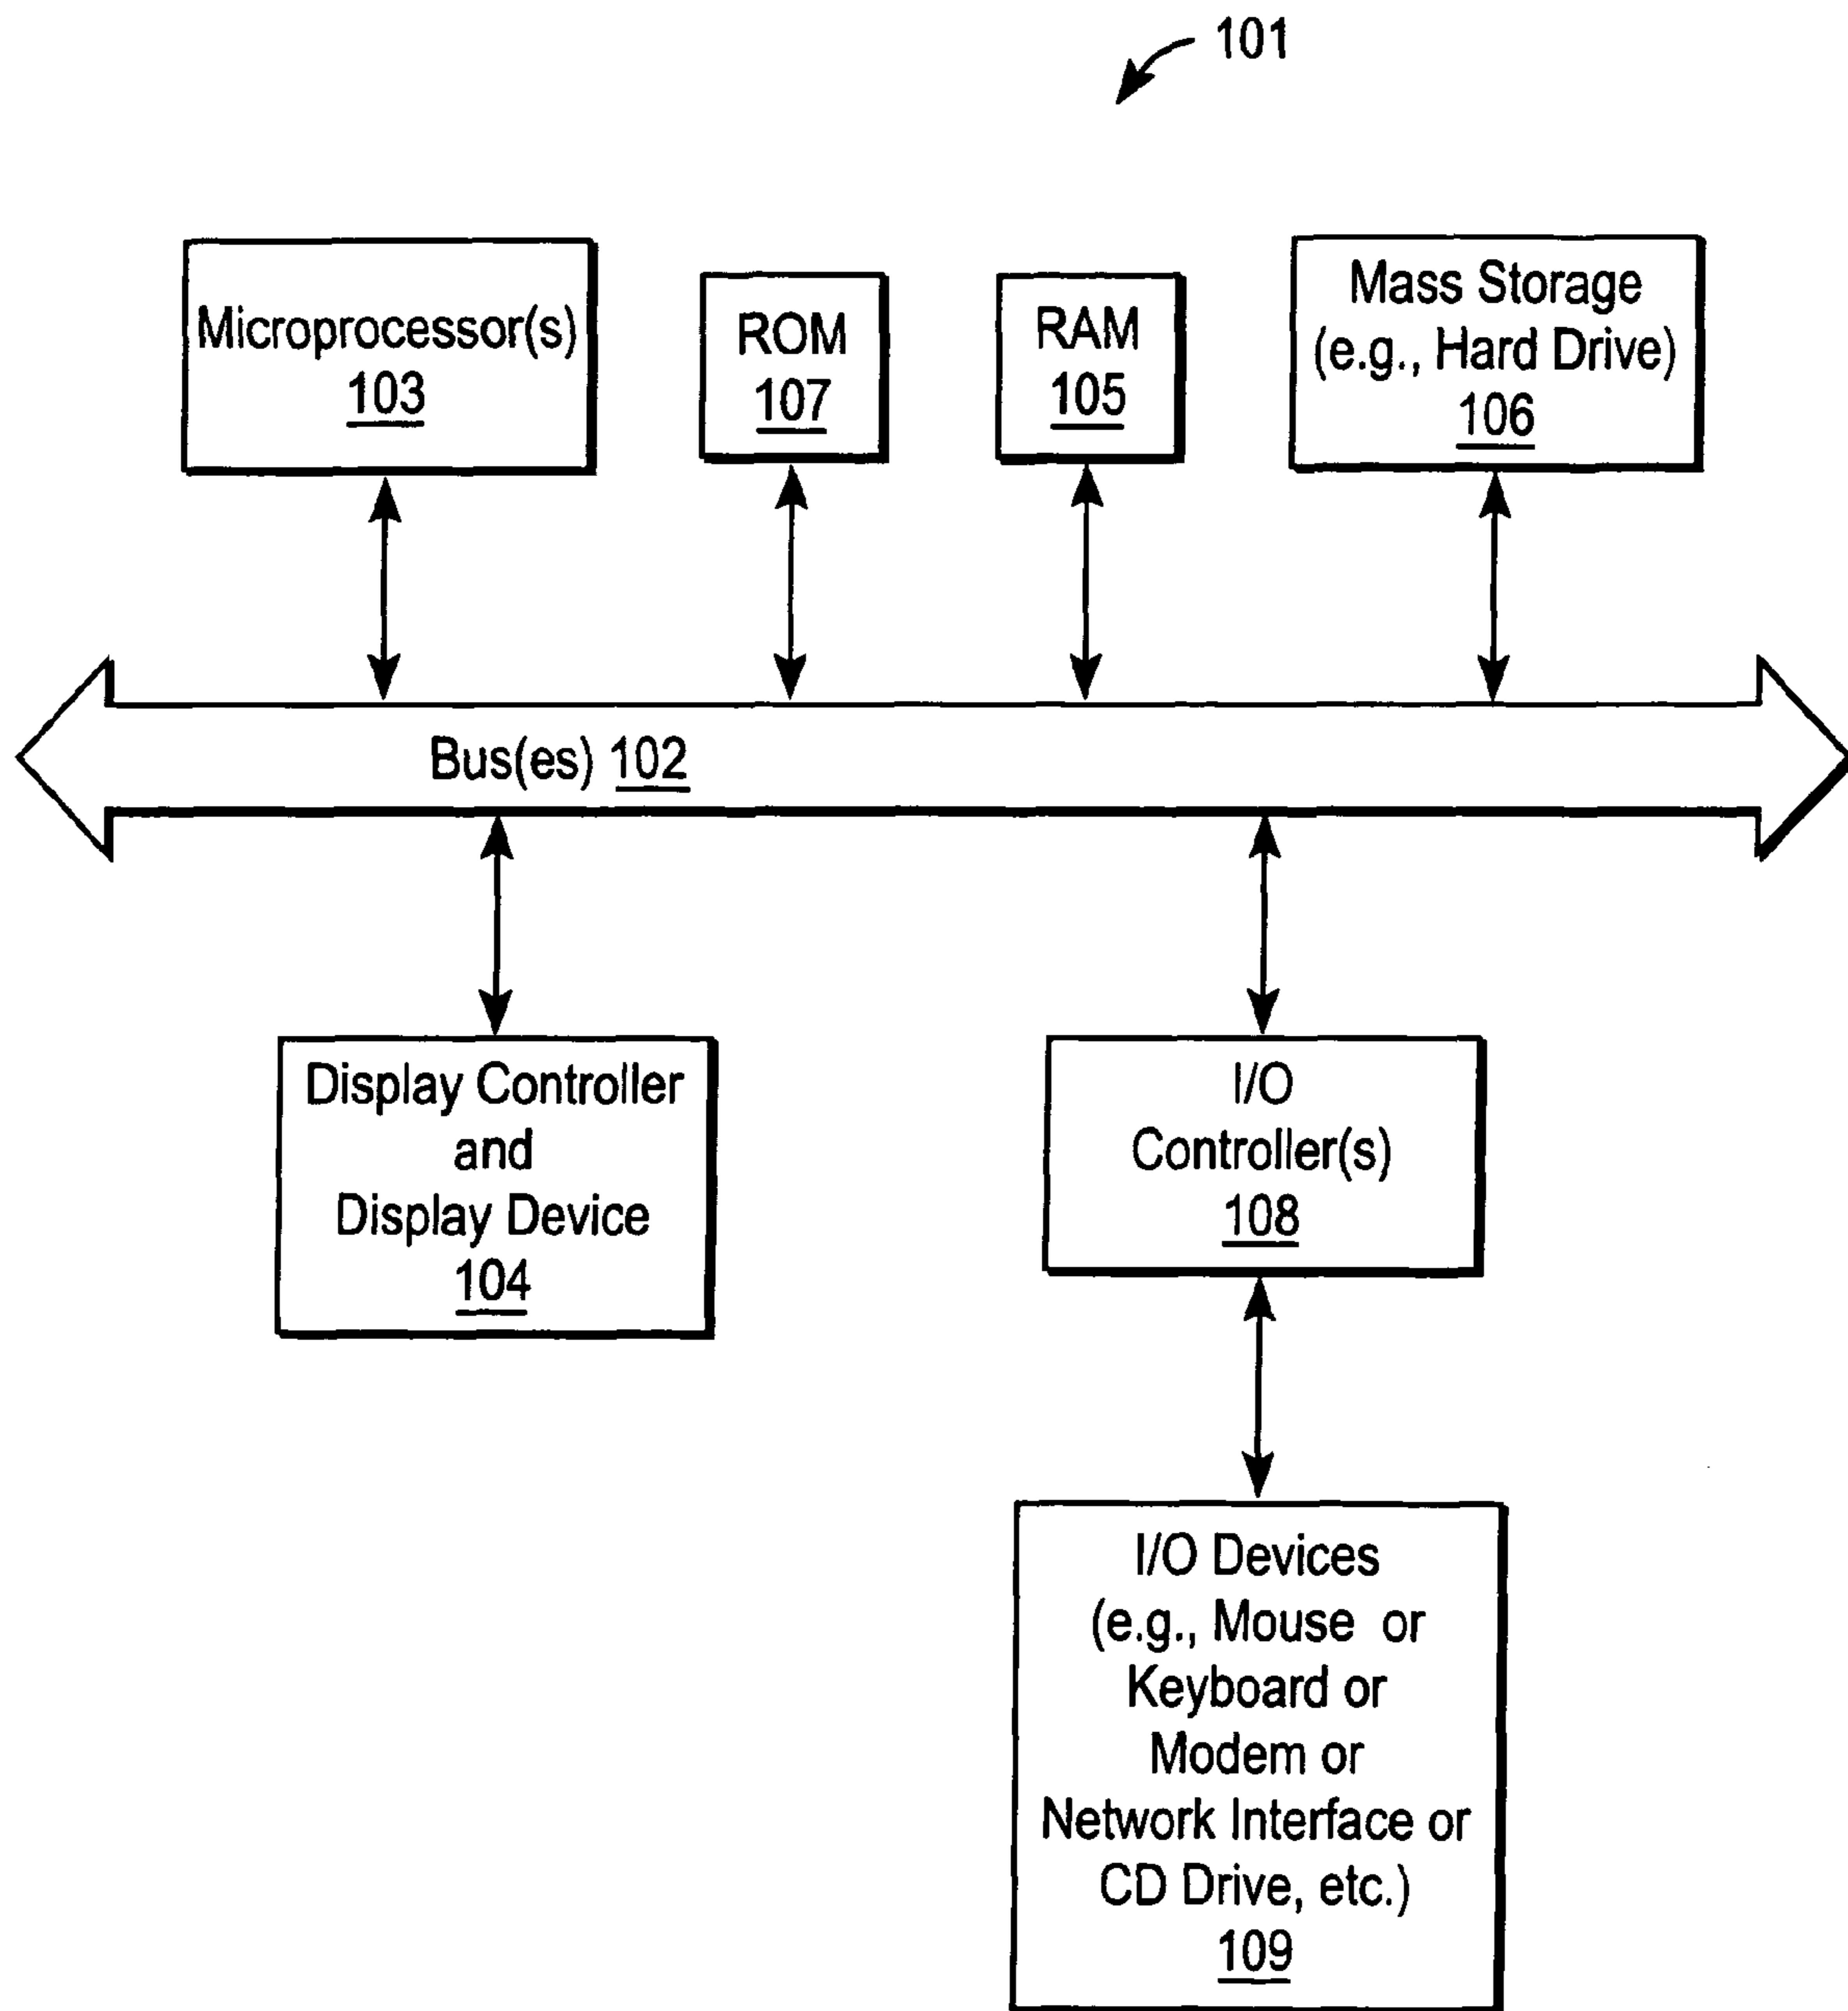 101
Microprocessor(s)
103
ROM
107
RAM
105
Mass Storage
(e.g., Hard Drive)
106
Bus(es) 102
Display Controller
and
Display Device
104
I/O
Controller(s)
108
I/O Devices
(e.g., Mouse or
Keyboard or
Modem or
Network Interface or
CD Drive, etc.)
109